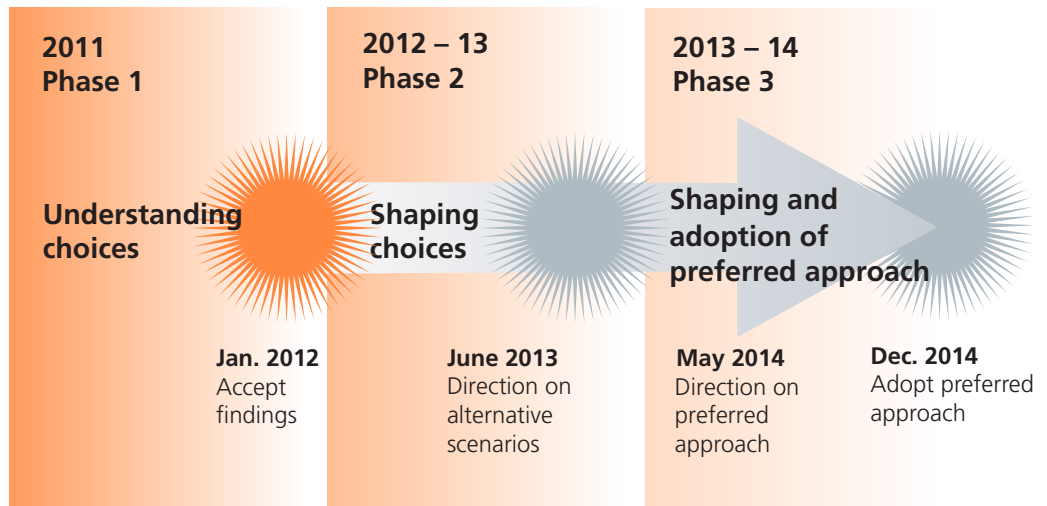 2011
Phase 1
2012 – 13
Phase 2
2013 – 14
Phase 3
Understanding
choices
Shaping
choices
Shaping and
adoption of
preferred approach
Jan. 2012
Accept
findings
June 2013
Direction on
alternative
scenarios
May 2014
Direction on
preferred
approach
Dec. 2014
Adopt preferred
approach